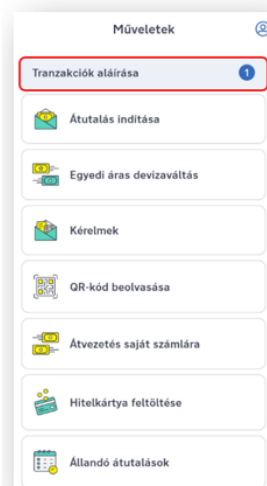 Műveletek
Tranzakciók aláírása 1
Átutalás indítása
Egyedi áras devizaváltás
Kérelmek
QR-kód beolvasása
Átvezetés saját számlára
Hitelkártya feltöltése
Állandó átutalások